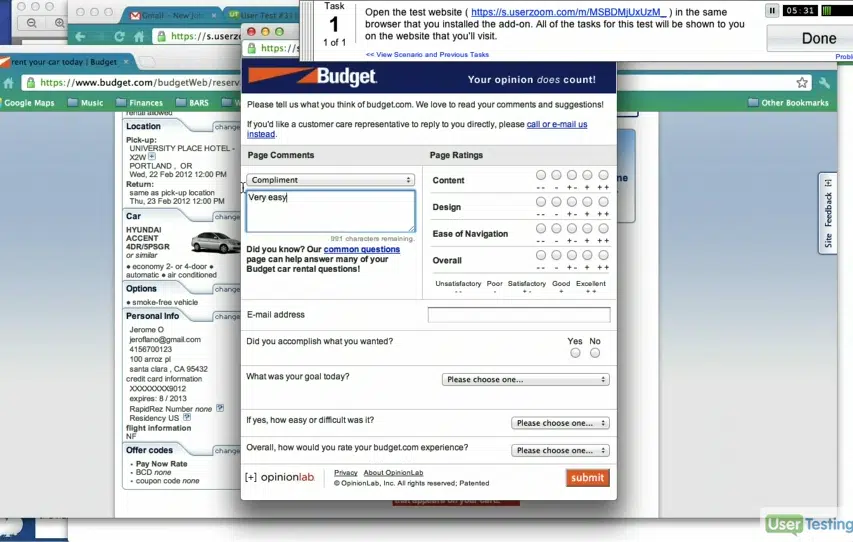 Gmail – New Jo
User Test #31
https://s.userzo
https://s
Task
1
1 of 1
Open the test website ( https://s.userzoom.com/m/MSBDMjUxUzM_ ) in the same
browser that you installed the add-on. All of the tasks for this test will be shown to you
on the website that you'll visit.
<< View Scenario and Previous Tasks
05:31
Done
Probl
rent your car today | Budget
https://www.budget.com/budgetWeb/reserv
Google Maps
Music
Finances
BARS
W
Other Bookmarks
rental allowed
Location
change
Pick-up:
UNIVERSITY PLACE HOTEL -
X2W [+]
PORTLAND , OR
Wed, 22 Feb 2012 12:00 PM
Return:
same as pick-up location
Thu, 23 Feb 2012 12:00 PM
Car
change
HYUNDAI
ACCENT
4DR/5PSGR
or similar
• economy 2- or 4-door •
automatic • air conditioned
Options
change
• smoke-free vehicle
Personal Info
change
Jerome O
jeroflano@gmail.com
4156700123
100 arroz pl
santa clara , CA 95432
credit card information
XXXXXXXX9012
expires: 8 / 2013
RapidRez Number none [?]
Residency US [?]
flight information
NF
Offer codes
change
• Pay Now Rate
• BCD none
• coupon code none
Budget
Your opinion does count!
Please tell us what you think of budget.com. We love to read your comments and suggestions!
If you'd like a customer care representative to reply to you directly, please call or e-mail us
instead.
Page Comments
Compliment
Very easy
991 characters remaining.
Did you know? Our common questions
page can help answer many of your
Budget car rental questions!
Page Ratings
Content
-- - +- + ++
Design
-- - +- + ++
Ease of Navigation
-- - +- + ++
Overall
-- - +- + ++
Unsatisfactory Poor Satisfactory Good Excellent
-- - +- + ++
E-mail address
Did you accomplish what you wanted?
Yes No
What was your goal today?
Please choose one...
If yes, how easy or difficult was it?
Please choose one...
Overall, how would you rate your budget.com experience?
Please choose one...
[+] opinionlab
Privacy About OpinionLab
© OpinionLab, Inc. All rights reserved; Patented
submit
ne
Site Feedback [+]
UserTesting